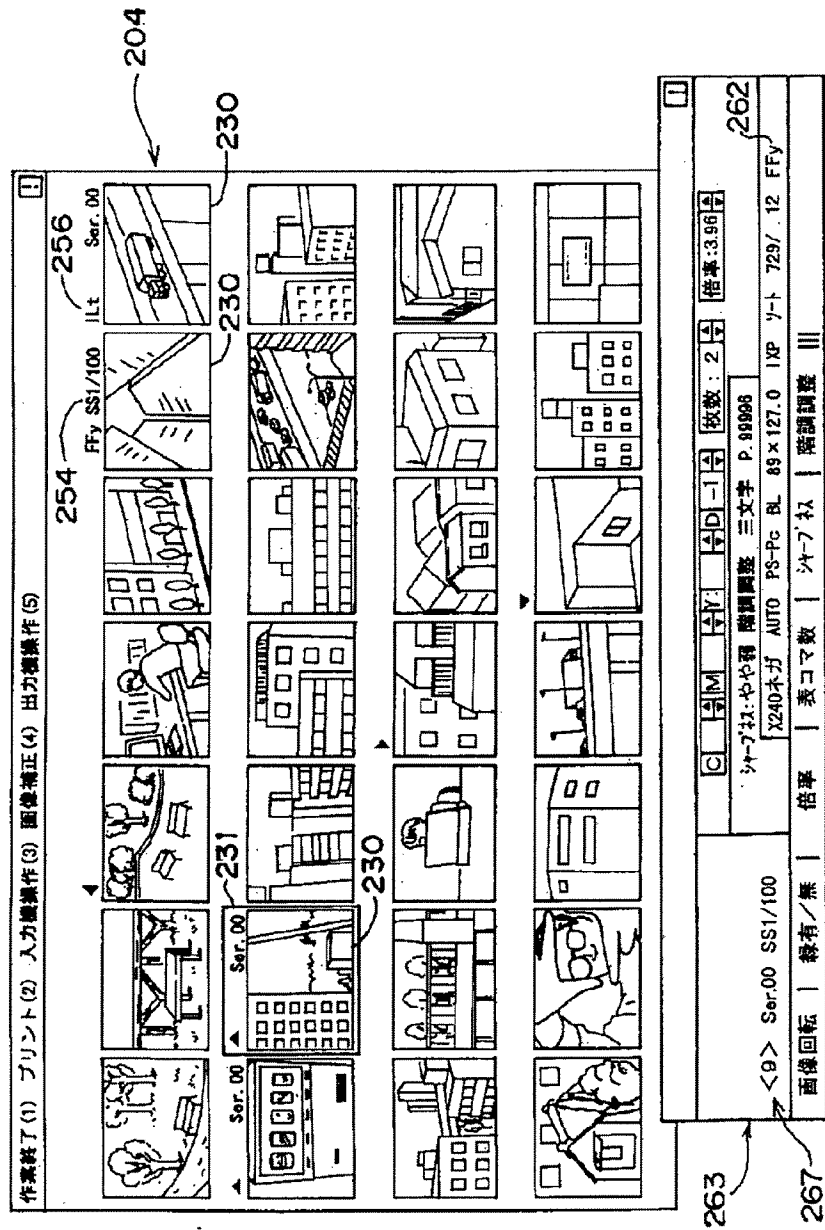 作業終了(1) プリント(2) 入力機操作(3) 画像補正(4) 出力機操作(5)
204
254
256
FFy SS1/100
ILt Ser.00
230
230
231
Ser.00
Ser.00
230
263
C M Y: D -1 枚数: 2 倍率:3.96
ｼｬｰﾌﾟﾈｽ:やや弱 階調調整 三文字 P.99996
262
X240ネガ AUTO PS-Pc BL 89×127.0 IXP ソート 729/ 12 FFy
<9> Ser.00 SS1/100
267
画像回転 | 縁有／無 | 倍率 | 表コマ数 | ｼｬｰﾌﾟﾈｽ | 階調調整